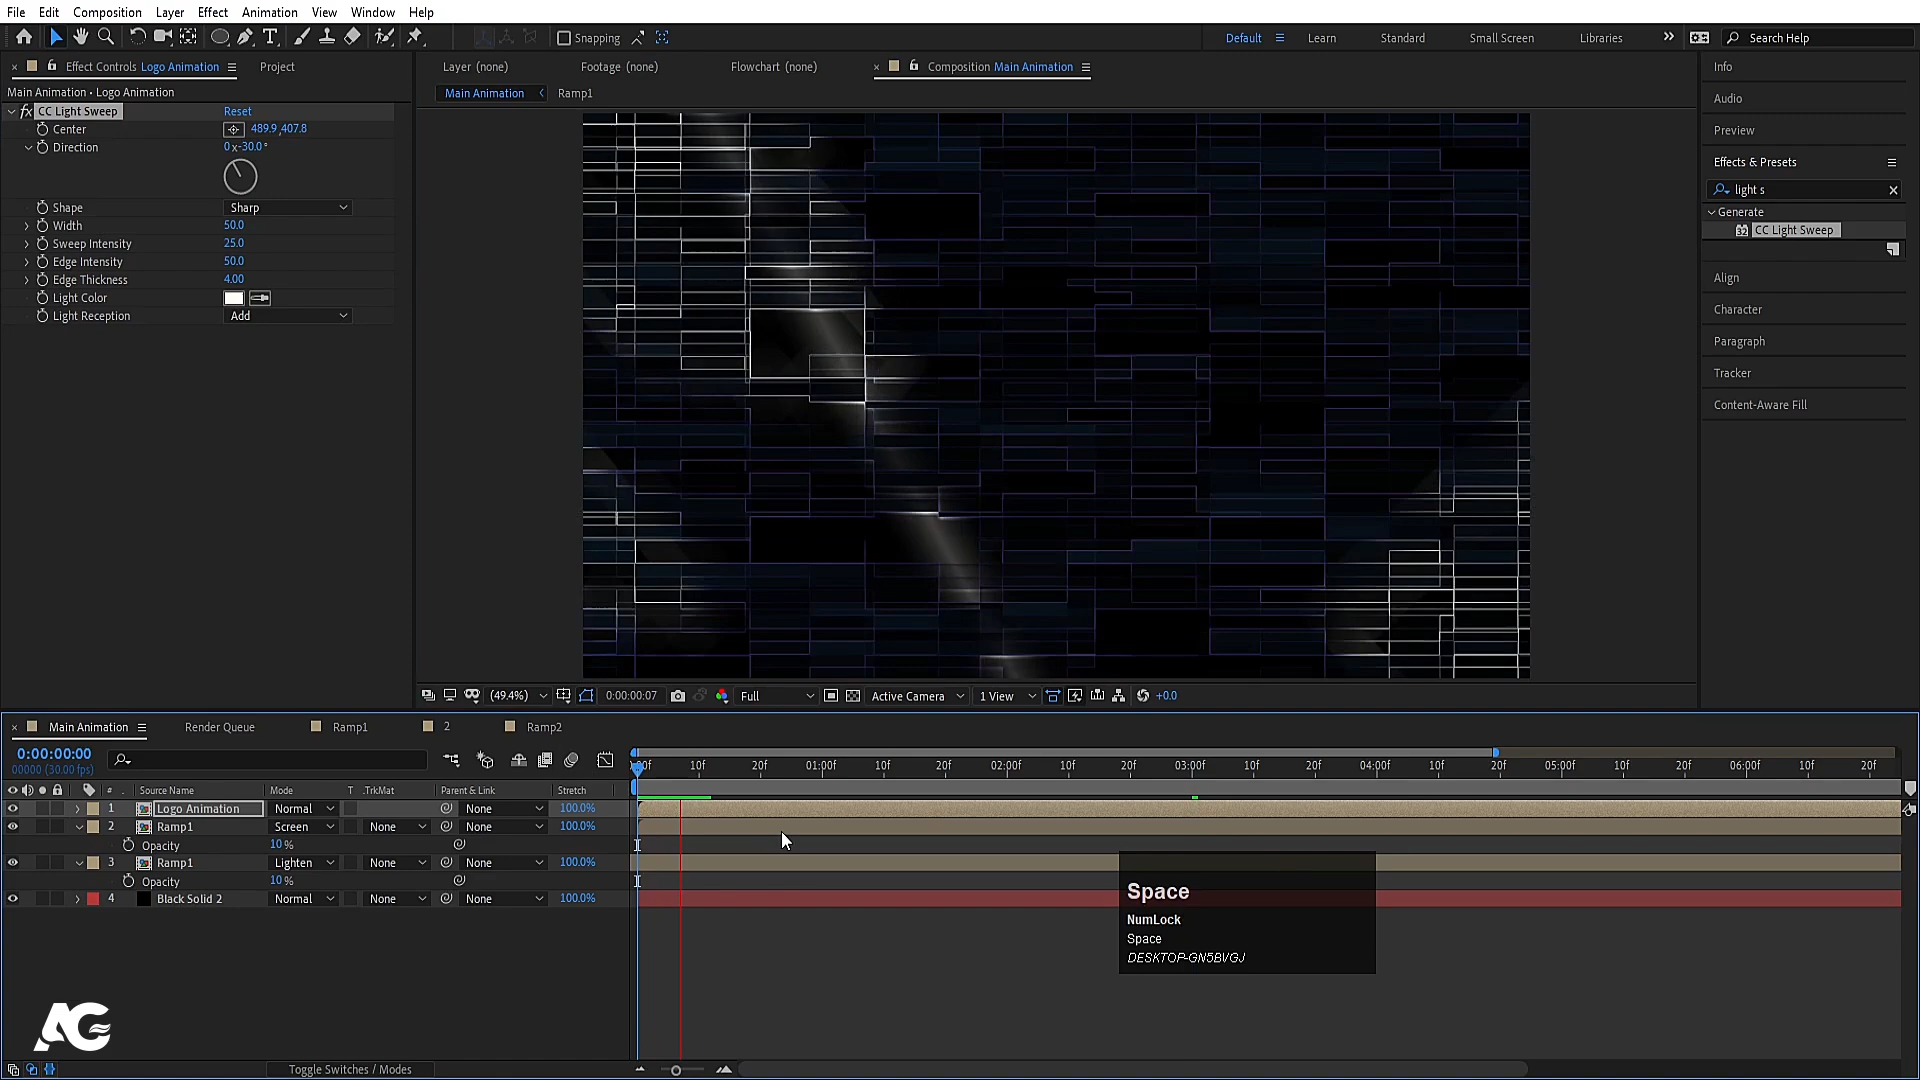 File Edit Composition Layer Effect Animation View Window Help
Snapping
Default Learn Standard Small Screen Libraries Search Help
Effect Controls Logo Animation Project
Layer (none) Footage (none) Flowchart (none) Composition Main Animation
Main Animation • Logo Animation
Main Animation Ramp1
fx CC Light Sweep Reset
Center 489.9,407.8
Direction 0x-30.0°
Shape Sharp
Width 50.0
Sweep Intensity 25.0
Edge Intensity 50.0
Edge Thickness 4.00
Light Color
Light Reception Add
Info
Audio
Preview
Effects & Presets
light s
Generate
32 CC Light Sweep
Align
Character
Paragraph
Tracker
Content-Aware Fill
(49.4%) 0:00:00:07 Full Active Camera 1 View +0.0
Main Animation Render Queue Ramp1 2 Ramp2
0:00:00:00
00000 (30.00 fps)
10f 20f 01:00f 10f 20f 02:00f 10f 20f 03:00f 10f 20f 04:00f 10f 20f 05:00f 10f 20f 06:00f 10f 20f
# Source Name Mode T .TrkMat Parent & Link Stretch
1 Logo Animation Normal None 100.0%
2 Ramp1 Screen None None 100.0%
Opacity 10 %
3 Ramp1 Lighten None None 100.0%
Opacity 10 %
4 Black Solid 2 Normal None None 100.0%
Space
NumLock
Space
DESKTOP-GN5BVGJ
AG
Toggle Switches / Modes